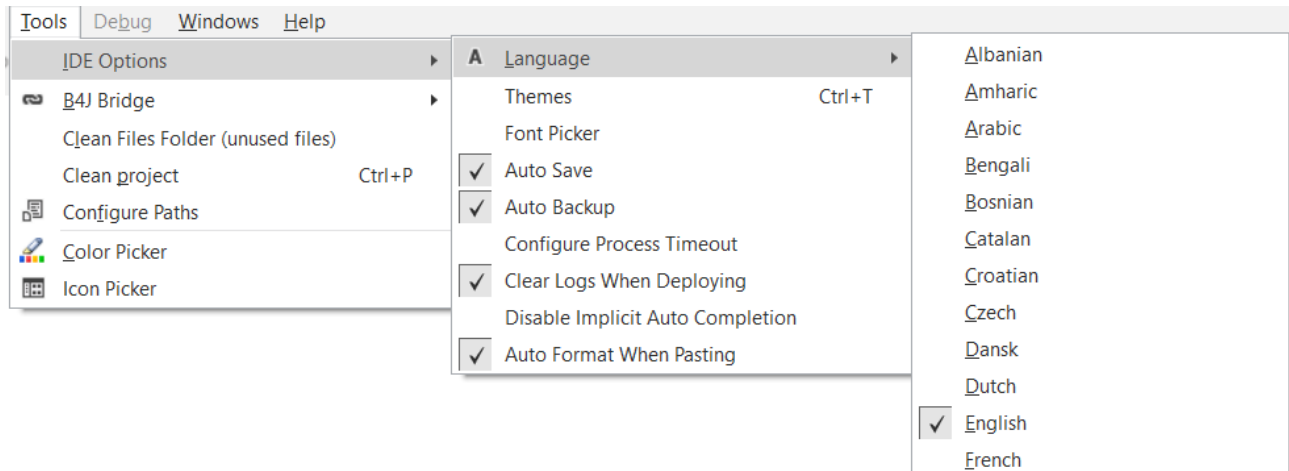 Tools Debug Windows Help
IDE Options
B4J Bridge
Clean Files Folder (unused files)
Clean project Ctrl+P
Configure Paths
Color Picker
Icon Picker
A Language
Themes Ctrl+T
Font Picker
Auto Save
Auto Backup
Configure Process Timeout
Clear Logs When Deploying
Disable Implicit Auto Completion
Auto Format When Pasting
Albanian
Amharic
Arabic
Bengali
Bosnian
Catalan
Croatian
Czech
Dansk
Dutch
English
French